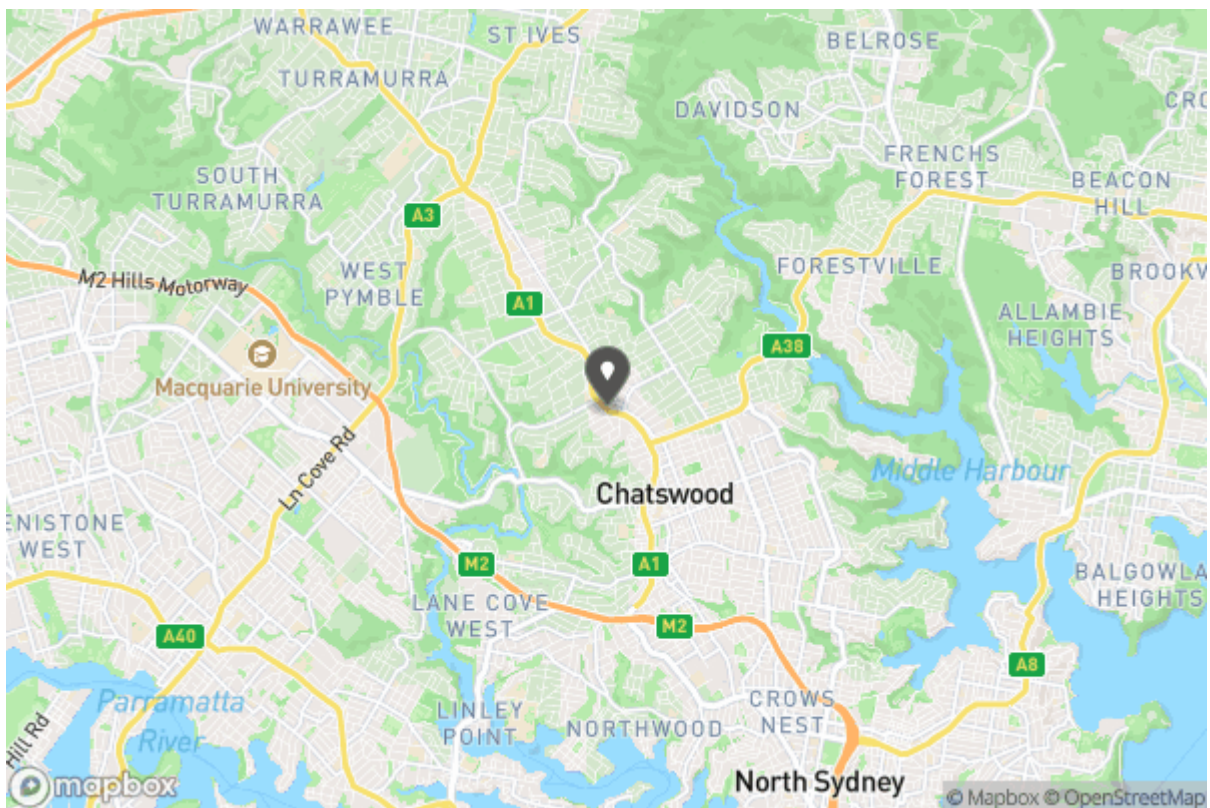 WARRAWEE
ST IVES
BELROSE
TURRAMURRA
DAVIDSON
CRO
SOUTH
TURRAMURRA
FRENCHS
FOREST
BEACON
HILL
A3
WEST
PYMBLE
M2 Hills Motorway
FORESTVILLE
BROOKV
A1
ALLAMBIE
HEIGHTS
A38
Macquarie University
Ln Cove Rd
Middle Harbour
Chatswood
ENISTONE
WEST
M2
A1
LANE COVE
WEST
BALGOWLA
HEIGHTS
A40
M2
A8
Parramatta
River
Hill Rd
LINLEY
POINT
NORTHWOOD
CROWS
NEST
North Sydney
mapbox
© Mapbox © OpenStreetMap